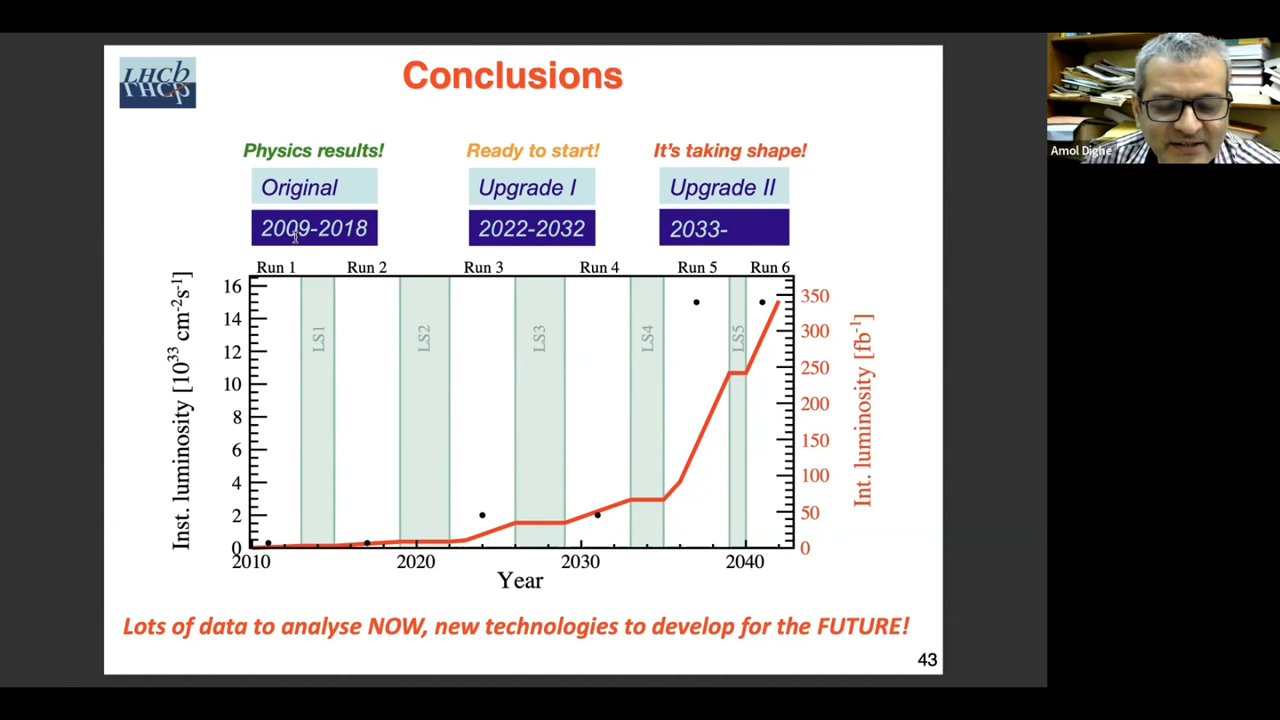 LHCb
LHCp
Conclusions
Physics results!
Ready to start!
It's taking shape!
Original
Upgrade I
Upgrade II
2009-2018
2022-2032
2033-
Run 1
Run 2
Run 3
Run 4
Run 5
Run 6
LS1
LS2
LS3
LS4
LS5
Inst. luminosity [10³³ cm⁻²s⁻¹]
16
14
12
10
8
6
4
2
0
350
300
250
200
150
100
50
0
Int. luminosity [fb⁻¹]
2010
2020
2030
2040
Year
Lots of data to analyse NOW, new technologies to develop for the FUTURE!
43
Amol Dighe